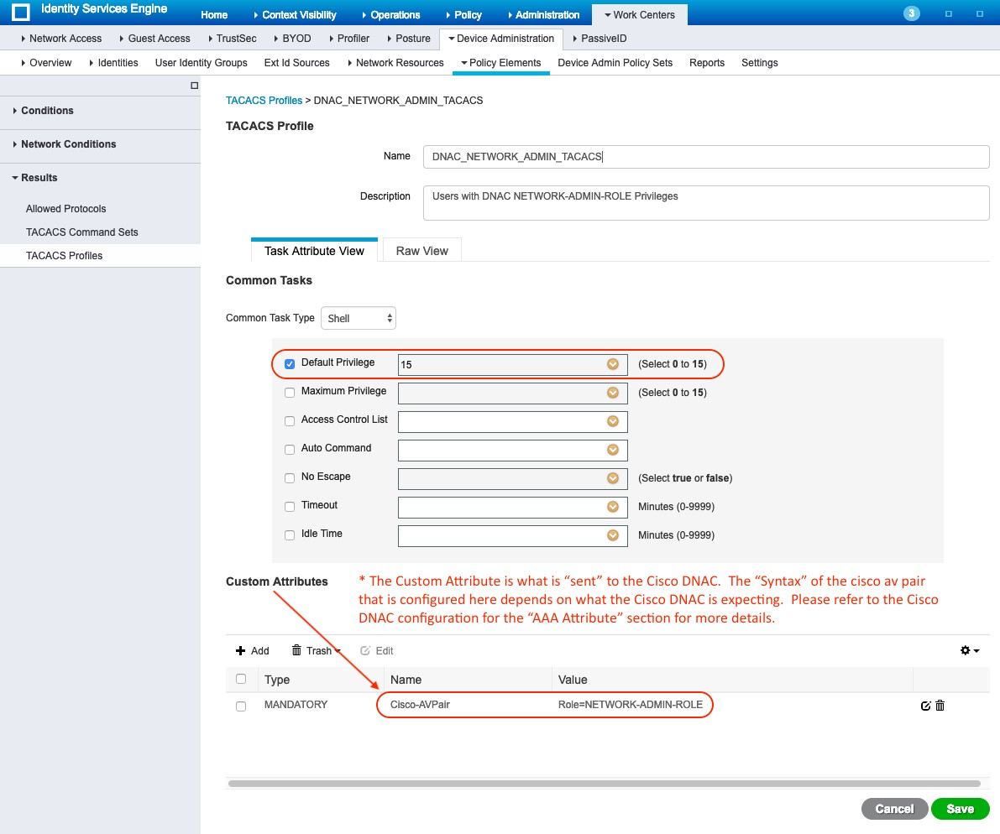 Identity Services Engine
Home Context Visibility Operations Policy Administration Work Centers 3
Network Access Guest Access TrustSec BYOD Profiler Posture Device Administration PassiveID
Overview Identities User Identity Groups Ext Id Sources Network Resources Policy Elements Device Admin Policy Sets Reports Settings
Conditions
Network Conditions
Results
Allowed Protocols
TACACS Command Sets
TACACS Profiles
TACACS Profiles > DNAC_NETWORK_ADMIN_TACACS
TACACS Profile
Name DNAC_NETWORK_ADMIN_TACACS
Description Users with DNAC NETWORK-ADMIN-ROLE Privileges
Task Attribute View Raw View
Common Tasks
Common Task Type Shell
Default Privilege 15 (Select 0 to 15)
Maximum Privilege (Select 0 to 15)
Access Control List
Auto Command
No Escape (Select true or false)
Timeout Minutes (0-9999)
Idle Time Minutes (0-9999)
Custom Attributes
* The Custom Attribute is what is “sent” to the Cisco DNAC. The “Syntax” of the cisco av pair
that is configured here depends on what the Cisco DNAC is expecting. Please refer to the Cisco
DNAC configuration for the “AAA Attribute” section for more details.
Add Trash Edit
Type Name Value
MANDATORY Cisco-AVPair Role=NETWORK-ADMIN-ROLE
Cancel Save